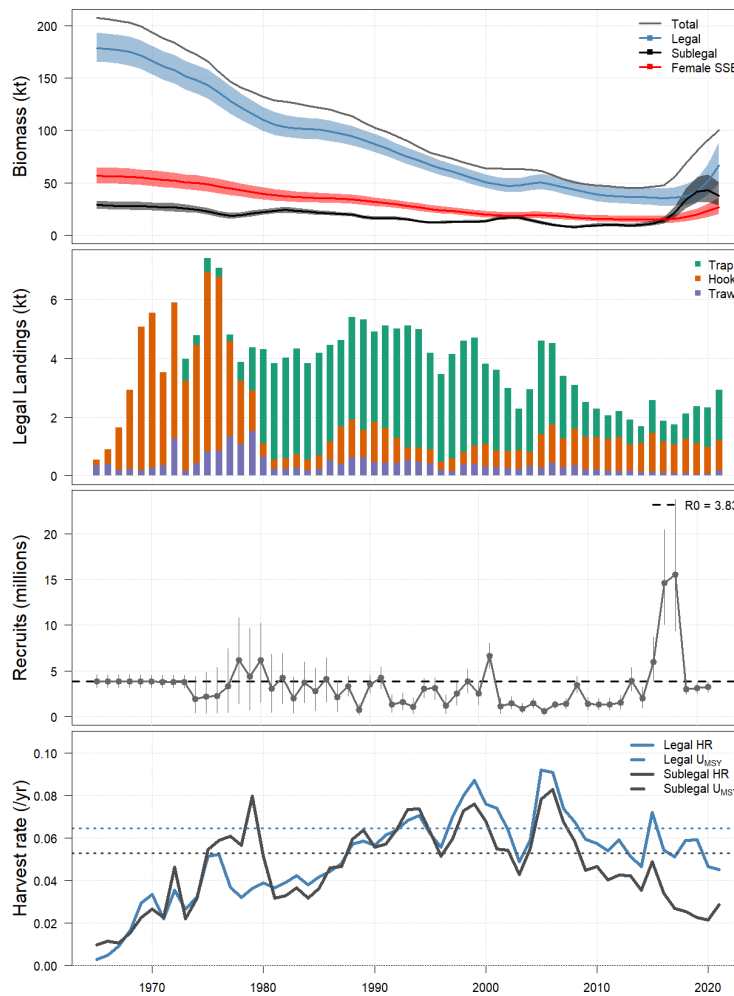 200
150
100
50
0
Biomass (kt)
Total
Legal
Sublegal
Female SSB
6
4
2
0
Legal Landings (kt)
Trap
Hook
Traw
20
15
10
5
0
Recruits (millions)
R0 = 3.83
0.10
0.08
0.06
0.04
0.02
0.00
Harvest rate (/yr)
Legal HR
Legal UMSY
Sublegal HR
Sublegal UMSY
1970 1980 1990 2000 2010 2020